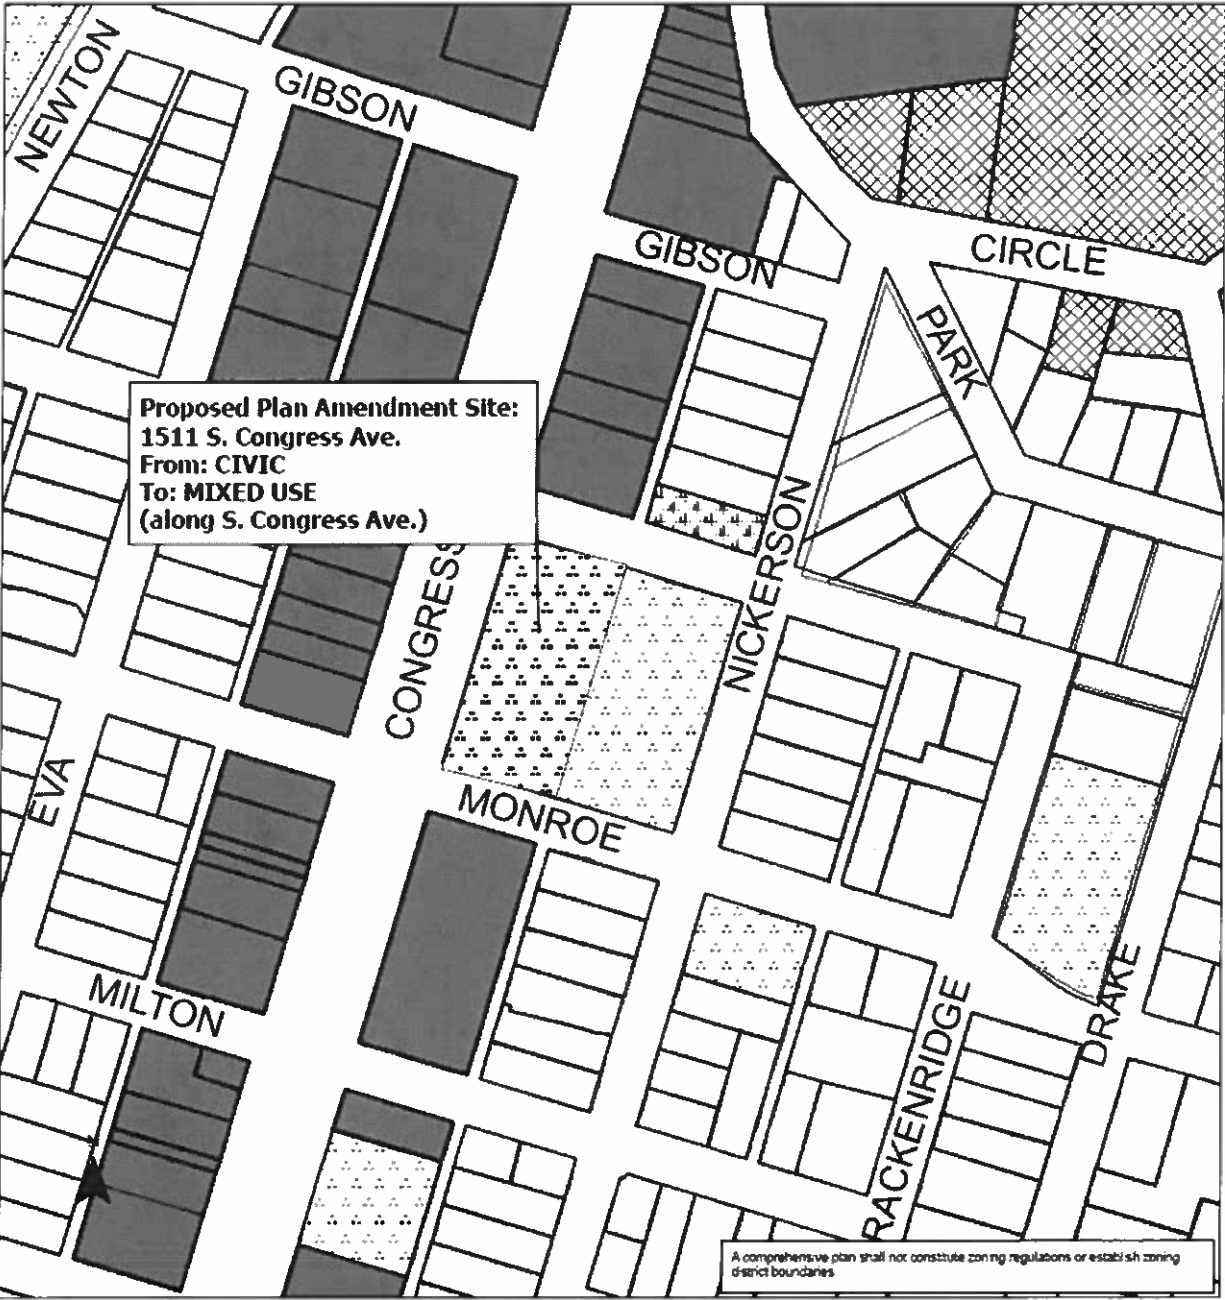 NEWTON
GIBSON
GIBSON
CIRCLE
PARK
Proposed Plan Amendment Site:
1511 S. Congress Ave.
From: CIVIC
To: MIXED USE
(along S. Congress Ave.)
CONGRESS
NICKERSON
EVA
MONROE
MILTON
DRAKE
RACKENRIDGE
A comprehensive plan shall not constitute zoning regulations or establish zoning
district boundaries